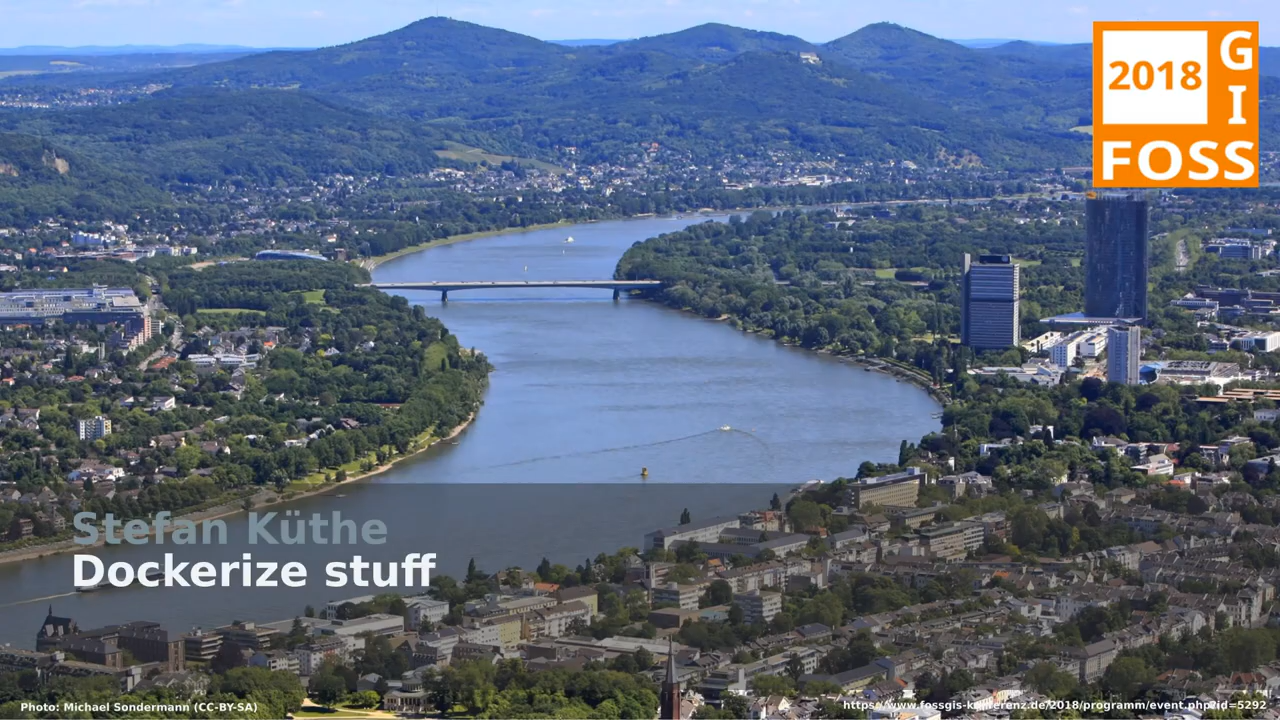 2018
G
I
FOSS
Stefan Küthe
Dockerize stuff
Photo: Michael Sondermann (CC-BY-SA)
https://www.fossgis-konferenz.de/2018/programm/event.php?id=5292